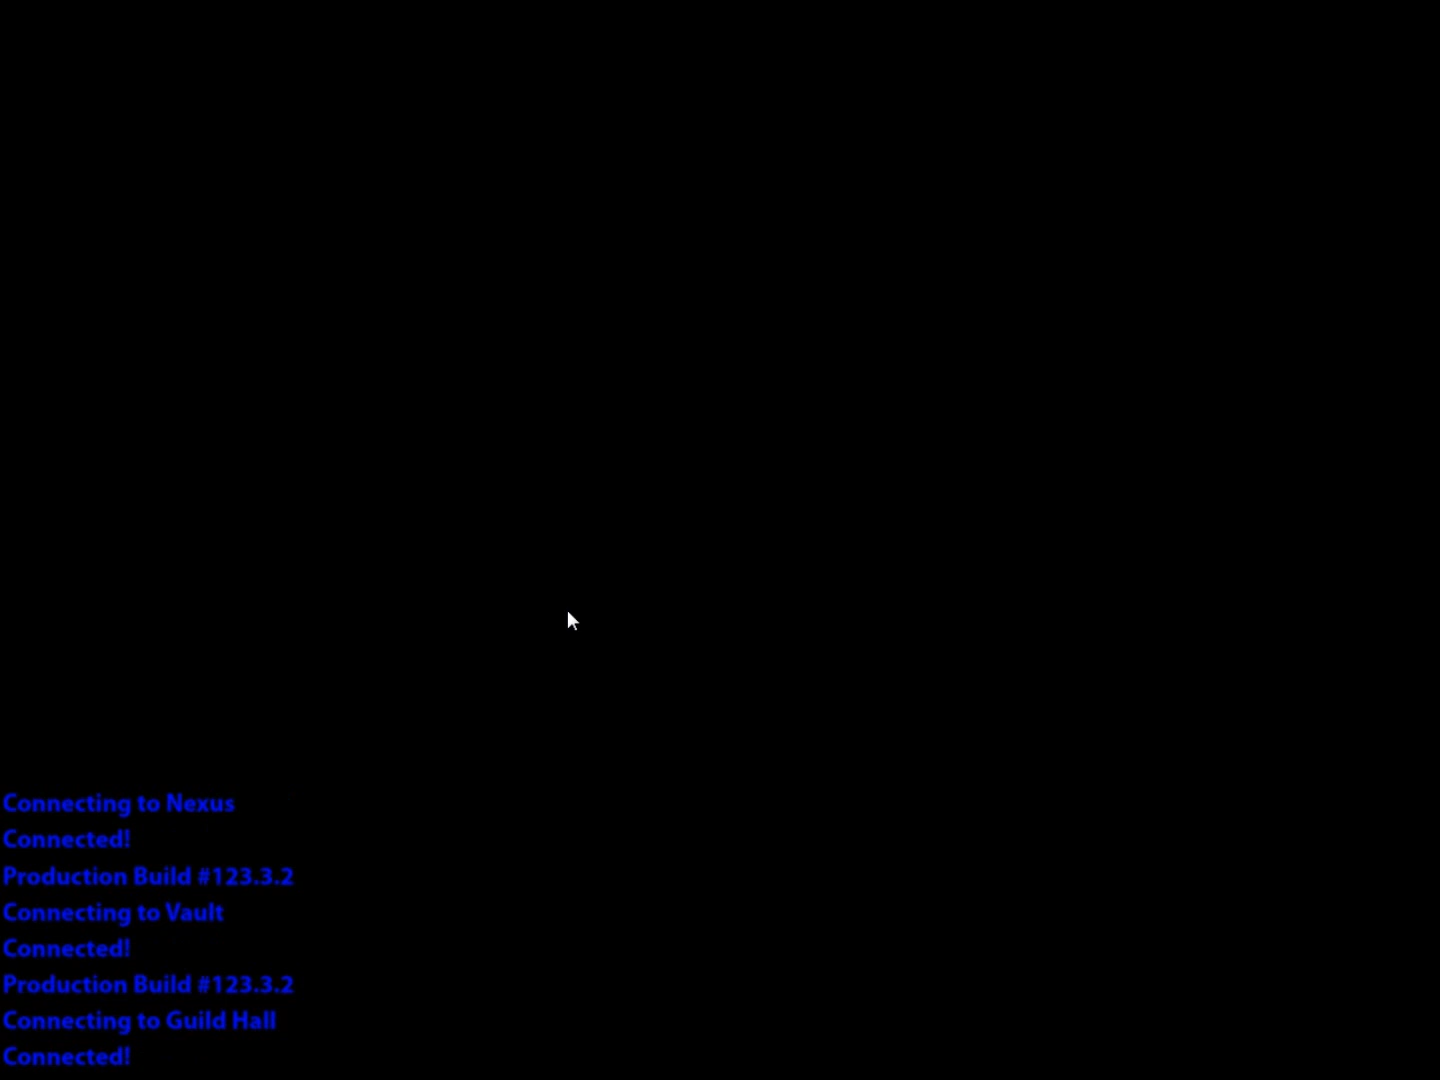 Connecting to Nexus
Connected!
Production Build #123.3.2
Connecting to Vault
Connected!
Production Build #123.3.2
Connecting to Guild Hall
Connected!